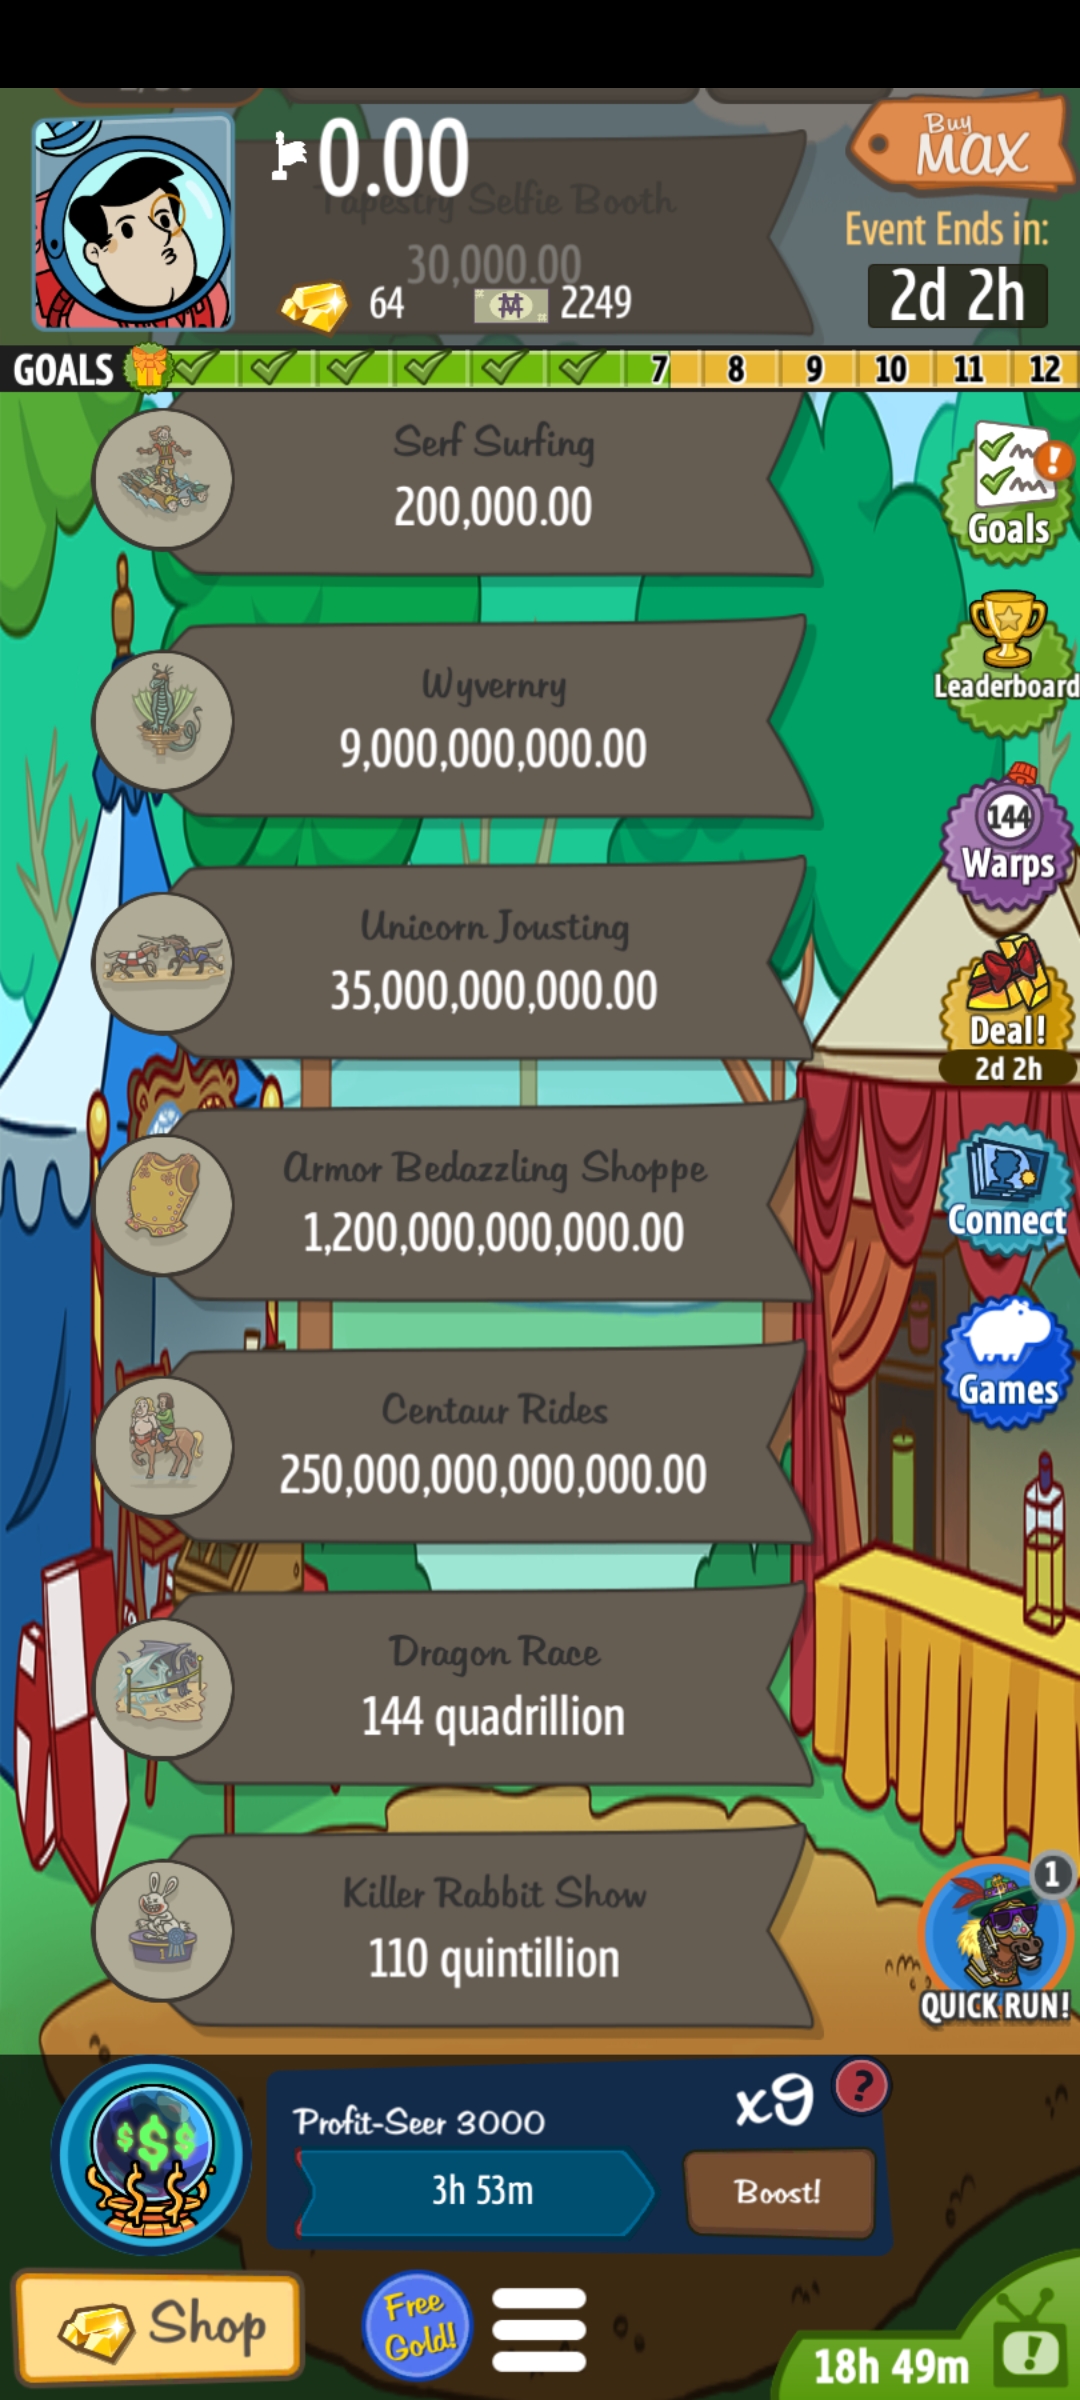 0.00
Buy
MAX
Tapestry Selfie Booth
30,000.00
Event Ends in:
2d 2h
64
2249
GOALS
7 8 9 10 11 12
Serf Surfing
200,000.00
Goals
Leaderboard
Wyvernry
9,000,000,000.00
144
Warps
Unicorn Jousting
35,000,000,000.00
Deal!
2d 2h
Armor Bedazzling Shoppe
1,200,000,000,000.00
Connect
Centaur Rides
250,000,000,000,000.00
Games
Dragon Race
144 quadrillion
START
Killer Rabbit Show
110 quintillion
1
1
QUICK RUN!
$$$
Profit-Seer 3000
x9
?
3h 53m
Boost!
Shop
Free
Gold!
18h 49m
!